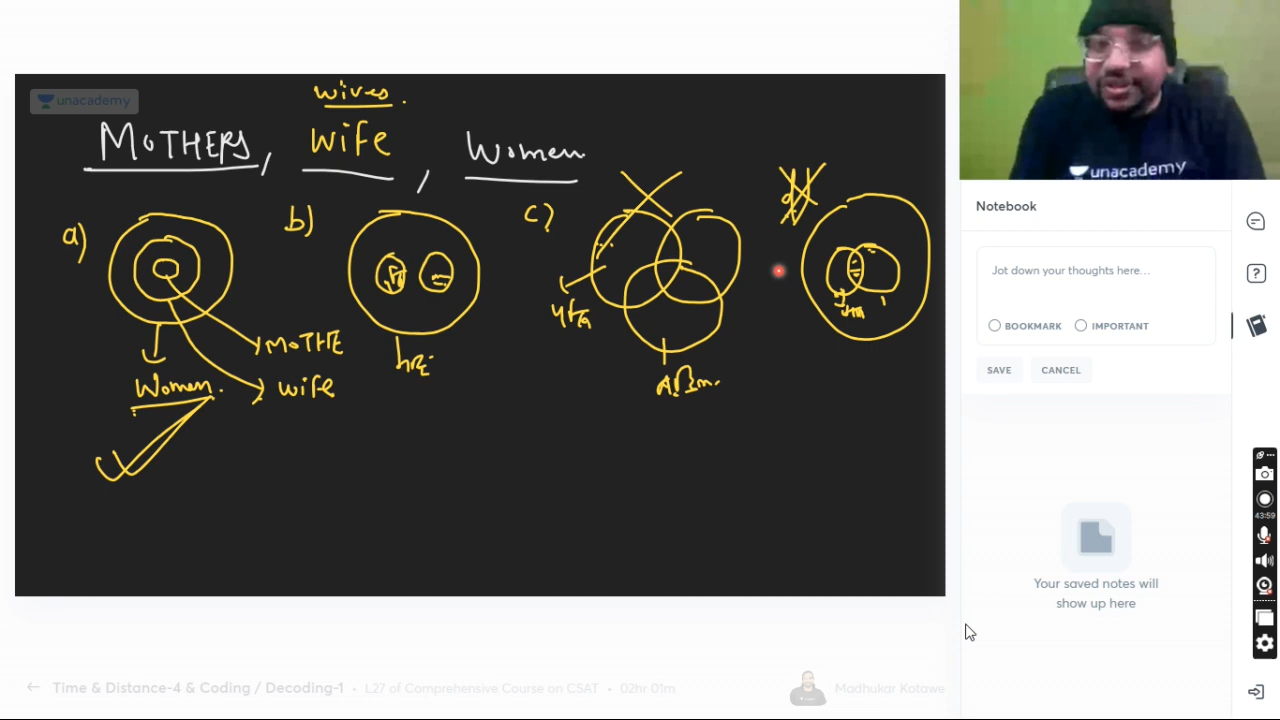 unacademy
wives.
MOTHERS, wife, Women
a)
b)
c)
MOTHE
wife
Women.
unacademy
Notebook
Jot down your thoughts here...
BOOKMARK
IMPORTANT
SAVE
CANCEL
43:59
Your saved notes will
show up here
← Time & Distance-4 & Coding / Decoding-1 • L27 of Comprehensive Course on CSAT • 02hr 01m
Madhukar Kotawe